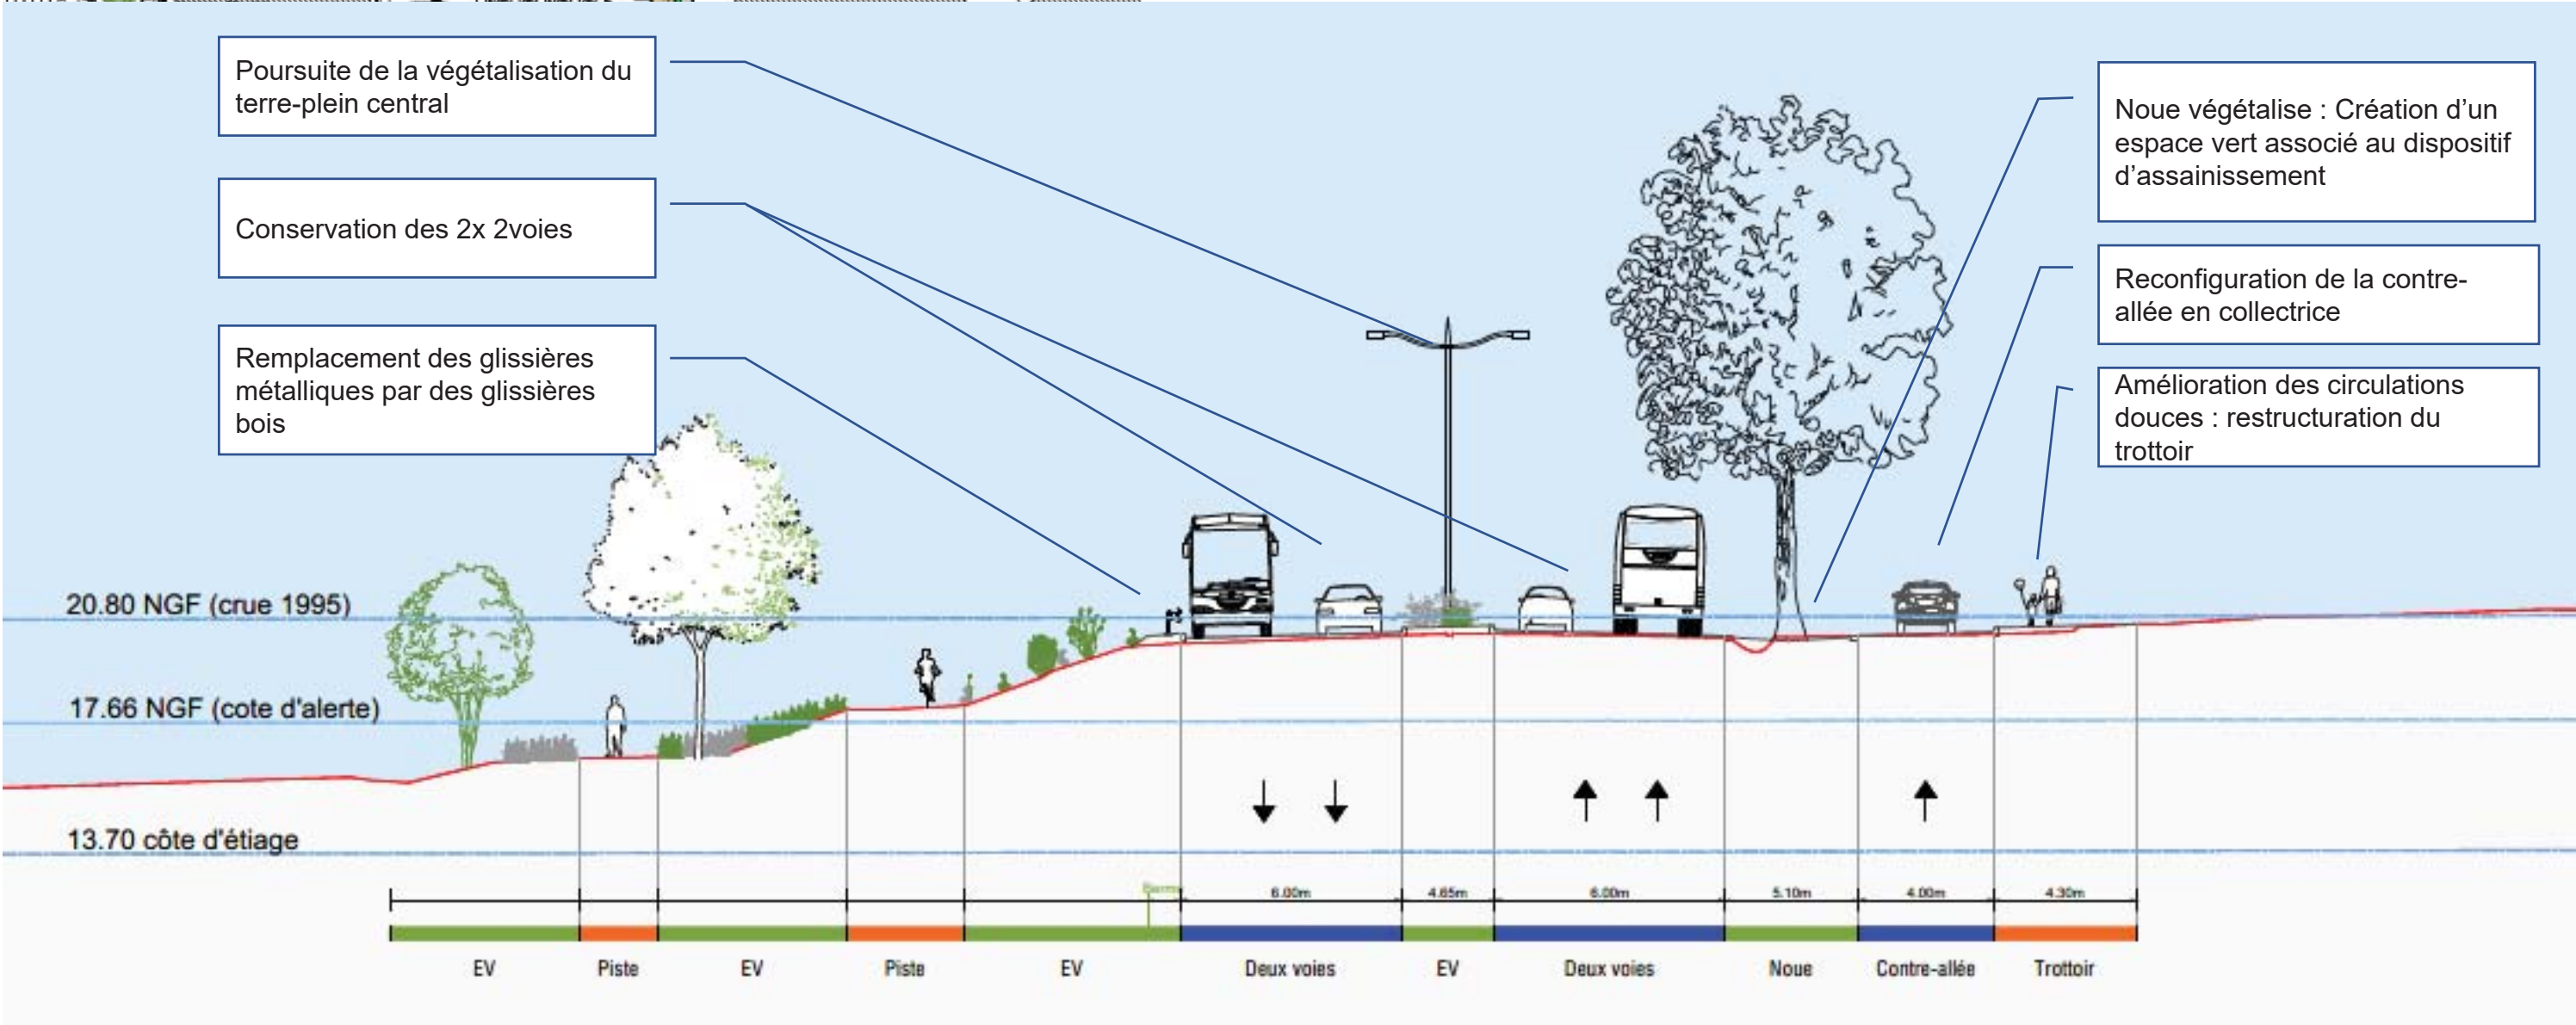 Poursuite de la végétalisation du
terre-plein central
Conservation des 2x 2voies
Remplacement des glissières
métalliques par des glissières
bois
Noue végétalise : Création d’un
espace vert associé au dispositif
d’assainissement
Reconfiguration de la contre-
allée en collectrice
Amélioration des circulations
douces : restructuration du
trottoir
20.80 NGF (crue 1995)
17.66 NGF (cote d'alerte)
13.70 côte d'étiage
6.00m 4.65m 6.00m 5.10m 4.00m 4.30m
EV Piste EV Piste EV Deux voies EV Deux voies Noue Contre-allée Trottoir